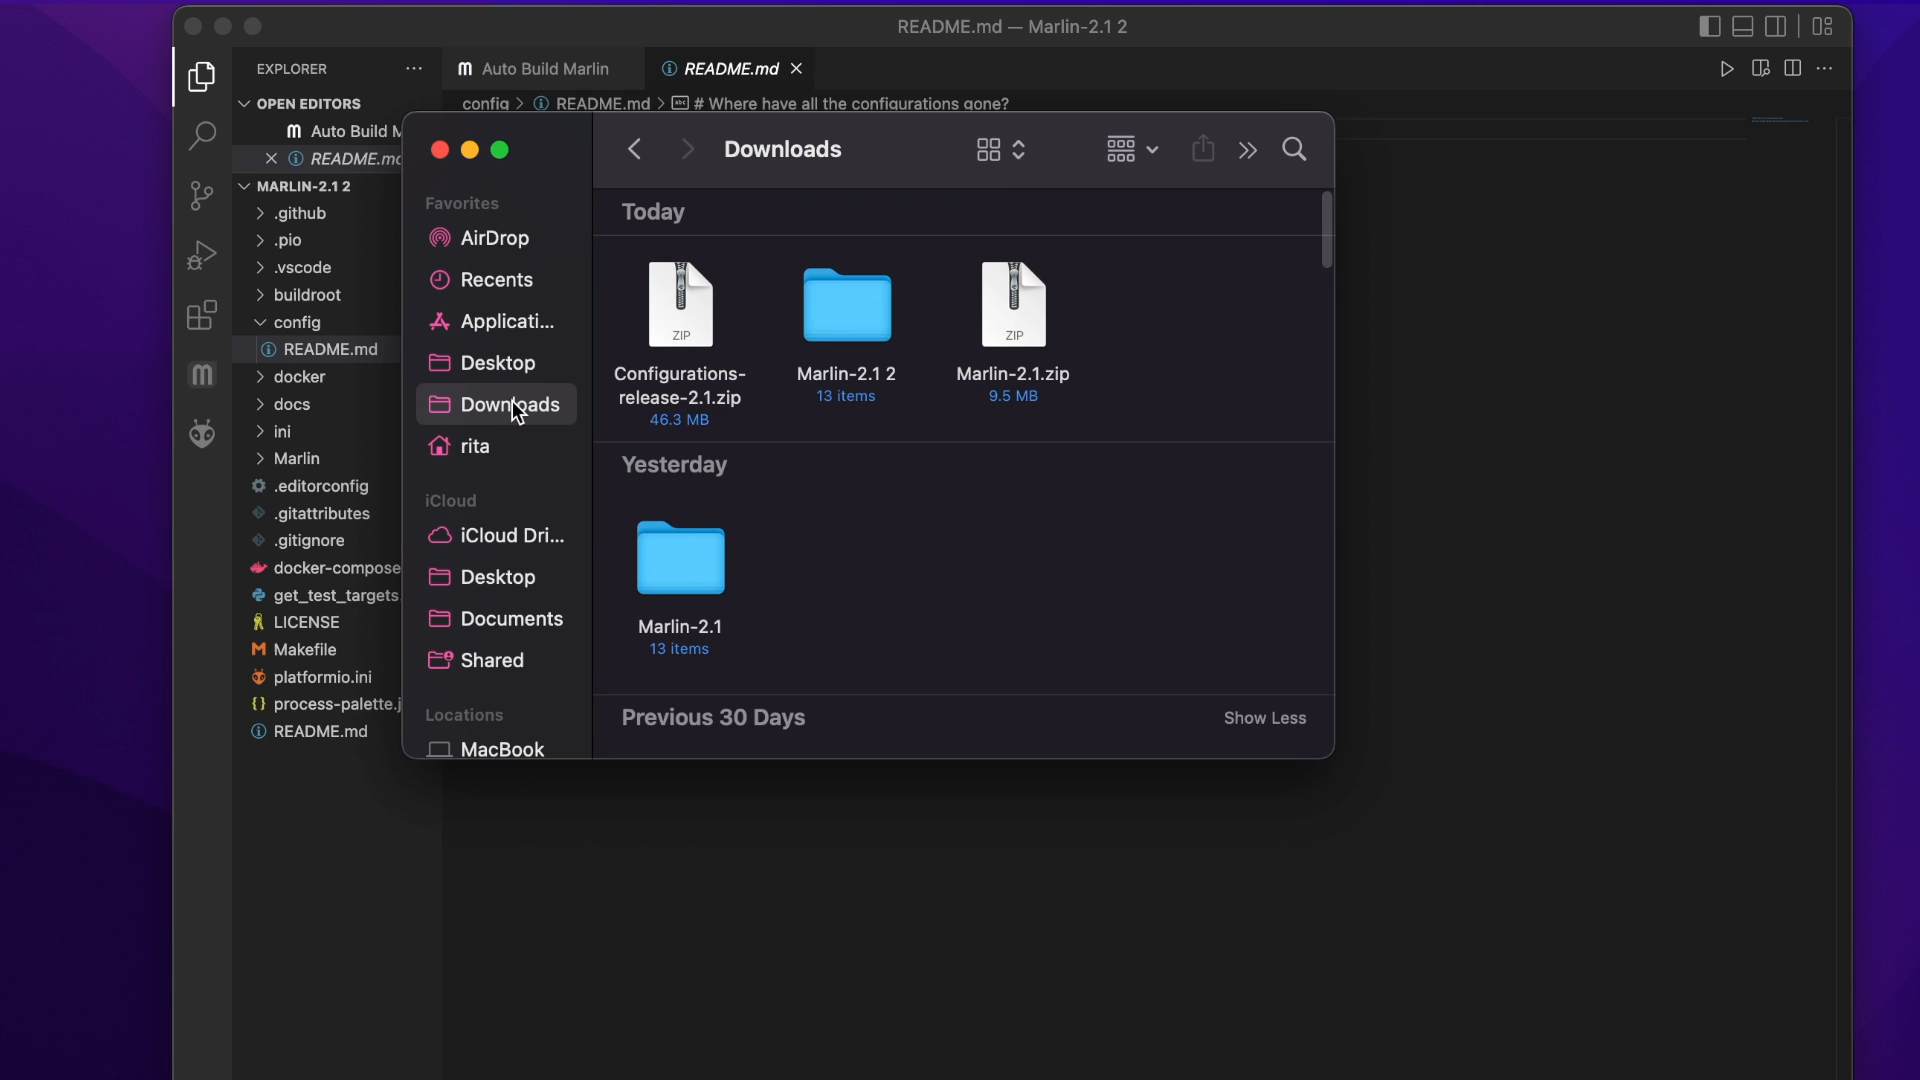 README.md — Marlin-2.1 2
EXPLORER
Auto Build Marlin
README.md
OPEN EDITORS
config > README.md > # Where have all the configurations gone?
Auto Build M
README.md
MARLIN-2.1 2
.github
.pio
.vscode
buildroot
config
README.md
docker
docs
ini
Marlin
.editorconfig
.gitattributes
.gitignore
docker-compose
get_test_targets.
LICENSE
Makefile
platformio.ini
process-palette.j
README.md
Downloads
Favorites
AirDrop
Recents
Applicati...
Desktop
Downloads
rita
iCloud
iCloud Dri...
Desktop
Documents
Shared
Locations
MacBook
Today
ZIP
Configurations-
release-2.1.zip
46.3 MB
Marlin-2.1 2
13 items
ZIP
Marlin-2.1.zip
9.5 MB
Yesterday
Marlin-2.1
13 items
Previous 30 Days
Show Less